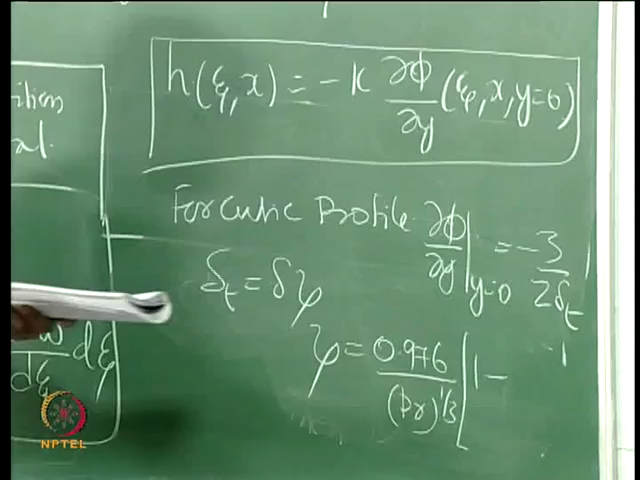 ition
al.
h(ξ, x) = -k ∂φ/∂y (ξ, x, y=0)
For Cubic Profile ∂φ/∂y|y=0 = -3/2δt
δt = δψ
dξ
dξ
ψ = 0.976/(Pr)^1/3 [1 -
NPTEL